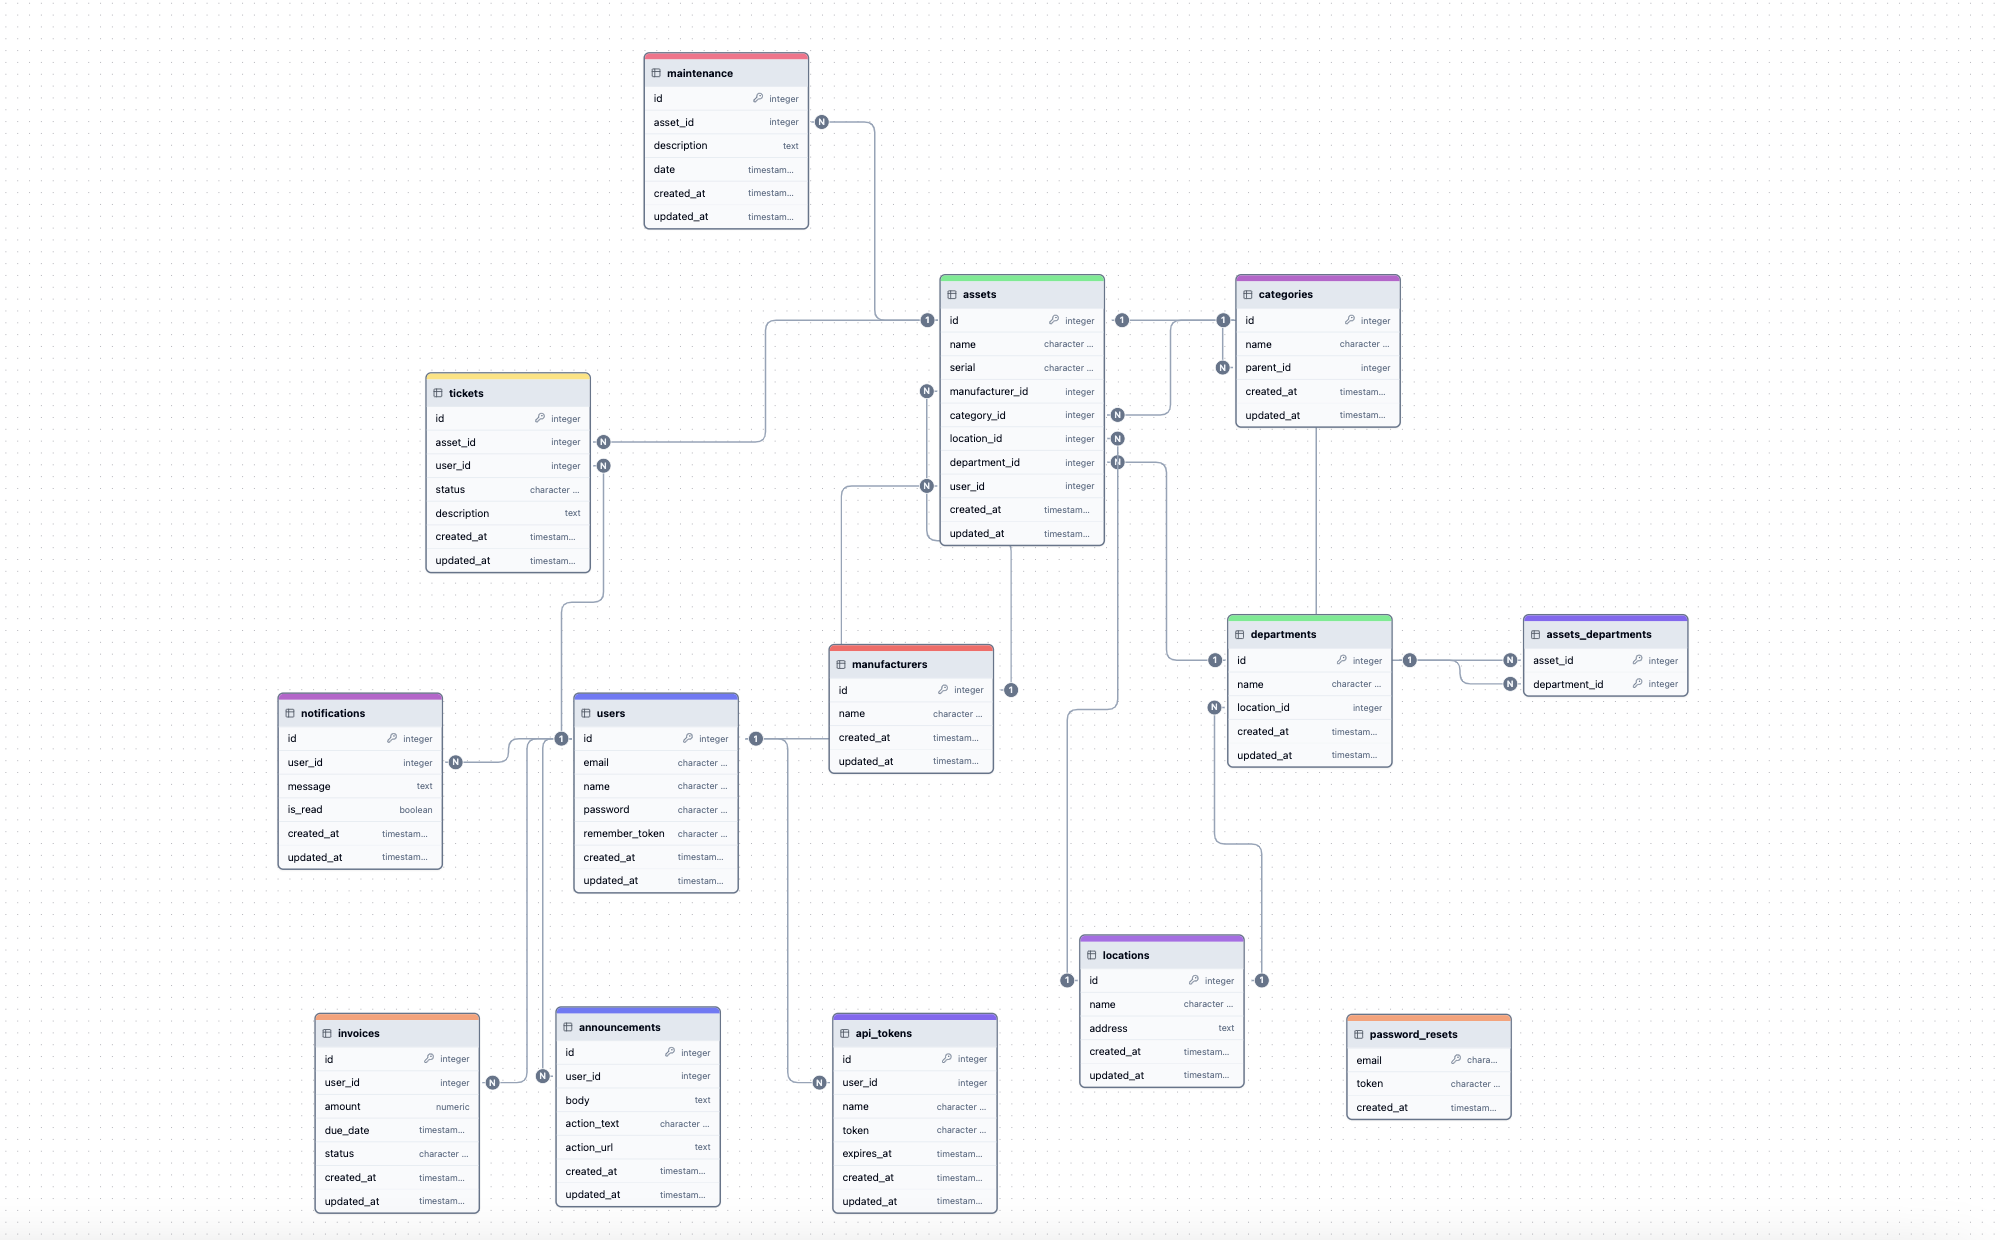 maintenance
id integer
asset_id integer
N
description text
date timestam...
created_at timestam...
updated_at timestam...
assets
1
id integer
1
name character ...
serial character ...
N
manufacturer_id integer
category_id integer
N
location_id integer
N
department_id integer
N
N
user_id integer
created_at timestam...
updated_at timestam...
categories
1
id integer
name character ...
N
parent_id integer
created_at timestam...
updated_at timestam...
tickets
id integer
asset_id integer
N
user_id integer
N
status character ...
description text
created_at timestam...
updated_at timestam...
manufacturers
id integer
1
name character ...
created_at timestam...
updated_at timestam...
departments
1
id integer
1
name character ...
N
location_id integer
created_at timestam...
updated_at timestam...
assets_departments
N
asset_id integer
N
department_id integer
notifications
id integer
user_id integer
N
message text
is_read boolean
created_at timestam...
updated_at timestam...
users
1
id integer
1
email character ...
name character ...
password character ...
remember_token character ...
created_at timestam...
updated_at timestam...
locations
1
id integer
1
name character ...
address text
created_at timestam...
updated_at timestam...
invoices
id integer
user_id integer
N
amount numeric
due_date timestam...
status character ...
created_at timestam...
updated_at timestam...
announcements
id integer
N
user_id integer
body text
action_text character ...
action_url text
created_at timestam...
updated_at timestam...
api_tokens
id integer
N
user_id integer
name character ...
token character ...
expires_at timestam...
created_at timestam...
updated_at timestam...
password_resets
email chara...
token character ...
created_at timestam...